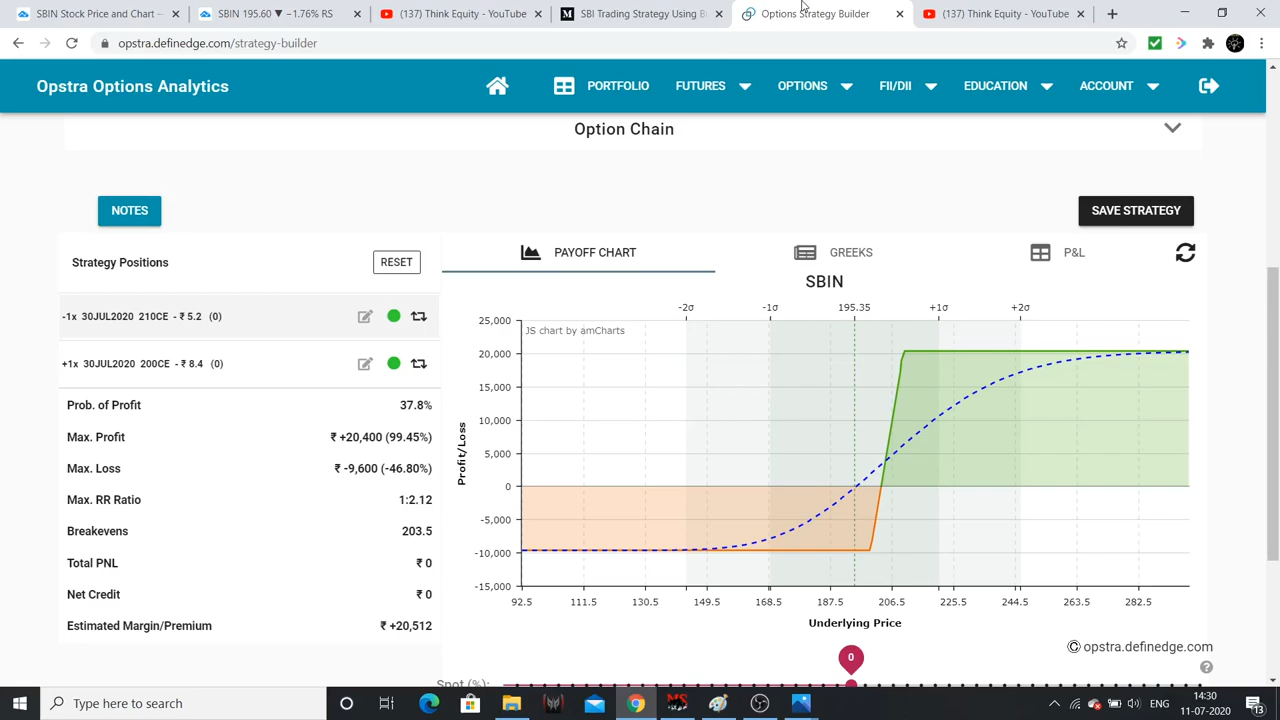 SBIN Stock Price and Chart —
SBIN 195.60 ▼ −1.76% RS
(137) Think Equity - YouTube
SBI Trading Strategy Using B
Options Strategy Builder
(137) Think Equity - YouTube
opstra.definedge.com/strategy-builder
Opstra Options Analytics
PORTFOLIO
FUTURES
OPTIONS
FII/DII
EDUCATION
ACCOUNT
Option Chain
NOTES
SAVE STRATEGY
Strategy Positions
RESET
PAYOFF CHART
GREEKS
P&L
SBIN
-1x 30JUL2020 210CE - ₹ 5.2 (0)
+1x 30JUL2020 200CE - ₹ 8.4 (0)
Prob. of Profit 37.8%
Max. Profit ₹ +20,400 (99.45%)
Max. Loss ₹ -9,600 (-46.80%)
Max. RR Ratio 1:2.12
Breakevens 203.5
Total PNL ₹ 0
Net Credit ₹ 0
Estimated Margin/Premium ₹ +20,512
-2σ -1σ 195.35 +1σ +2σ
JS chart by amCharts
25,000
20,000
15,000
10,000
5,000
0
-5,000
-10,000
-15,000
Profit/Loss
92.5 111.5 130.5 149.5 168.5 187.5 206.5 225.5 244.5 263.5 282.5
Underlying Price
© opstra.definedge.com
0
Spot (%):
Type here to search
ENG
14:30
11-07-2020
13